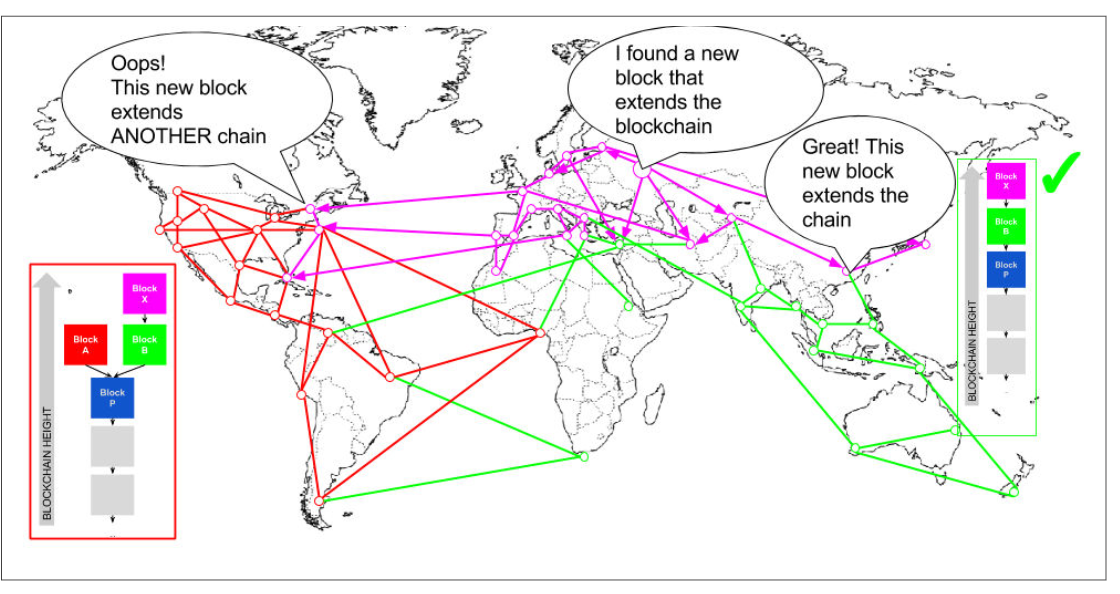 Oops!
This new block
extends
ANOTHER chain
I found a new
block that
extends the
blockchain
Great! This
new block
extends the
chain
Block
X
Block
B
Block
P
BLOCKCHAIN HEIGHT
Block
X
Block
A
Block
B
Block
P
BLOCKCHAIN HEIGHT